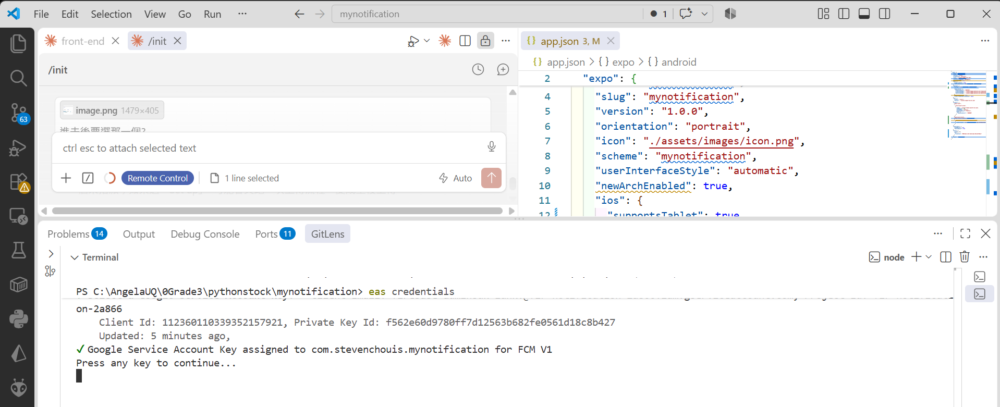 File Edit Selection View Go Run ··· mynotification 1
front-end /init
/init
image.png 1479×405
ctrl esc to attach selected text
Remote Control 1 line selected Auto
app.json 3, M
{} app.json > {} expo > {} android
2 "expo": {
4 "slug": "mynotification",
5 "version": "1.0.0",
6 "orientation": "portrait",
7 "icon": "./assets/images/icon.png",
8 "scheme": "mynotification",
9 "userInterfaceStyle": "automatic",
10 "newArchEnabled": true,
11 "ios": {
12 "supportsTablet": true
63
Problems 14 Output Debug Console Ports 11 GitLens
Terminal node
PS C:\AngelaUQ\0Grade3\pythonstock\mynotification> eas credentials
on-2a866
Client Id: 112360110339352157921, Private Key Id: f562e60d9780ff7d12563b682fe0561d18c8b427
Updated: 5 minutes ago,
✓ Google Service Account Key assigned to com.stevenchouis.mynotification for FCM V1
Press any key to continue...